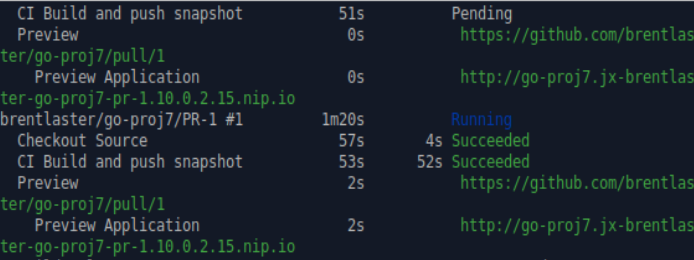 CI Build and push snapshot 51s Pending
Preview 0s https://github.com/brentlas
ter/go-proj7/pull/1
Preview Application 0s http://go-proj7.jx-brentlas
ter-go-proj7-pr-1.10.0.2.15.nip.io
brentlaster/go-proj7/PR-1 #1 1m20s Running
Checkout Source 57s 4s Succeeded
CI Build and push snapshot 53s 52s Succeeded
Preview 2s https://github.com/brentlas
ter/go-proj7/pull/1
Preview Application 2s http://go-proj7.jx-brentlas
ter-go-proj7-pr-1.10.0.2.15.nip.io